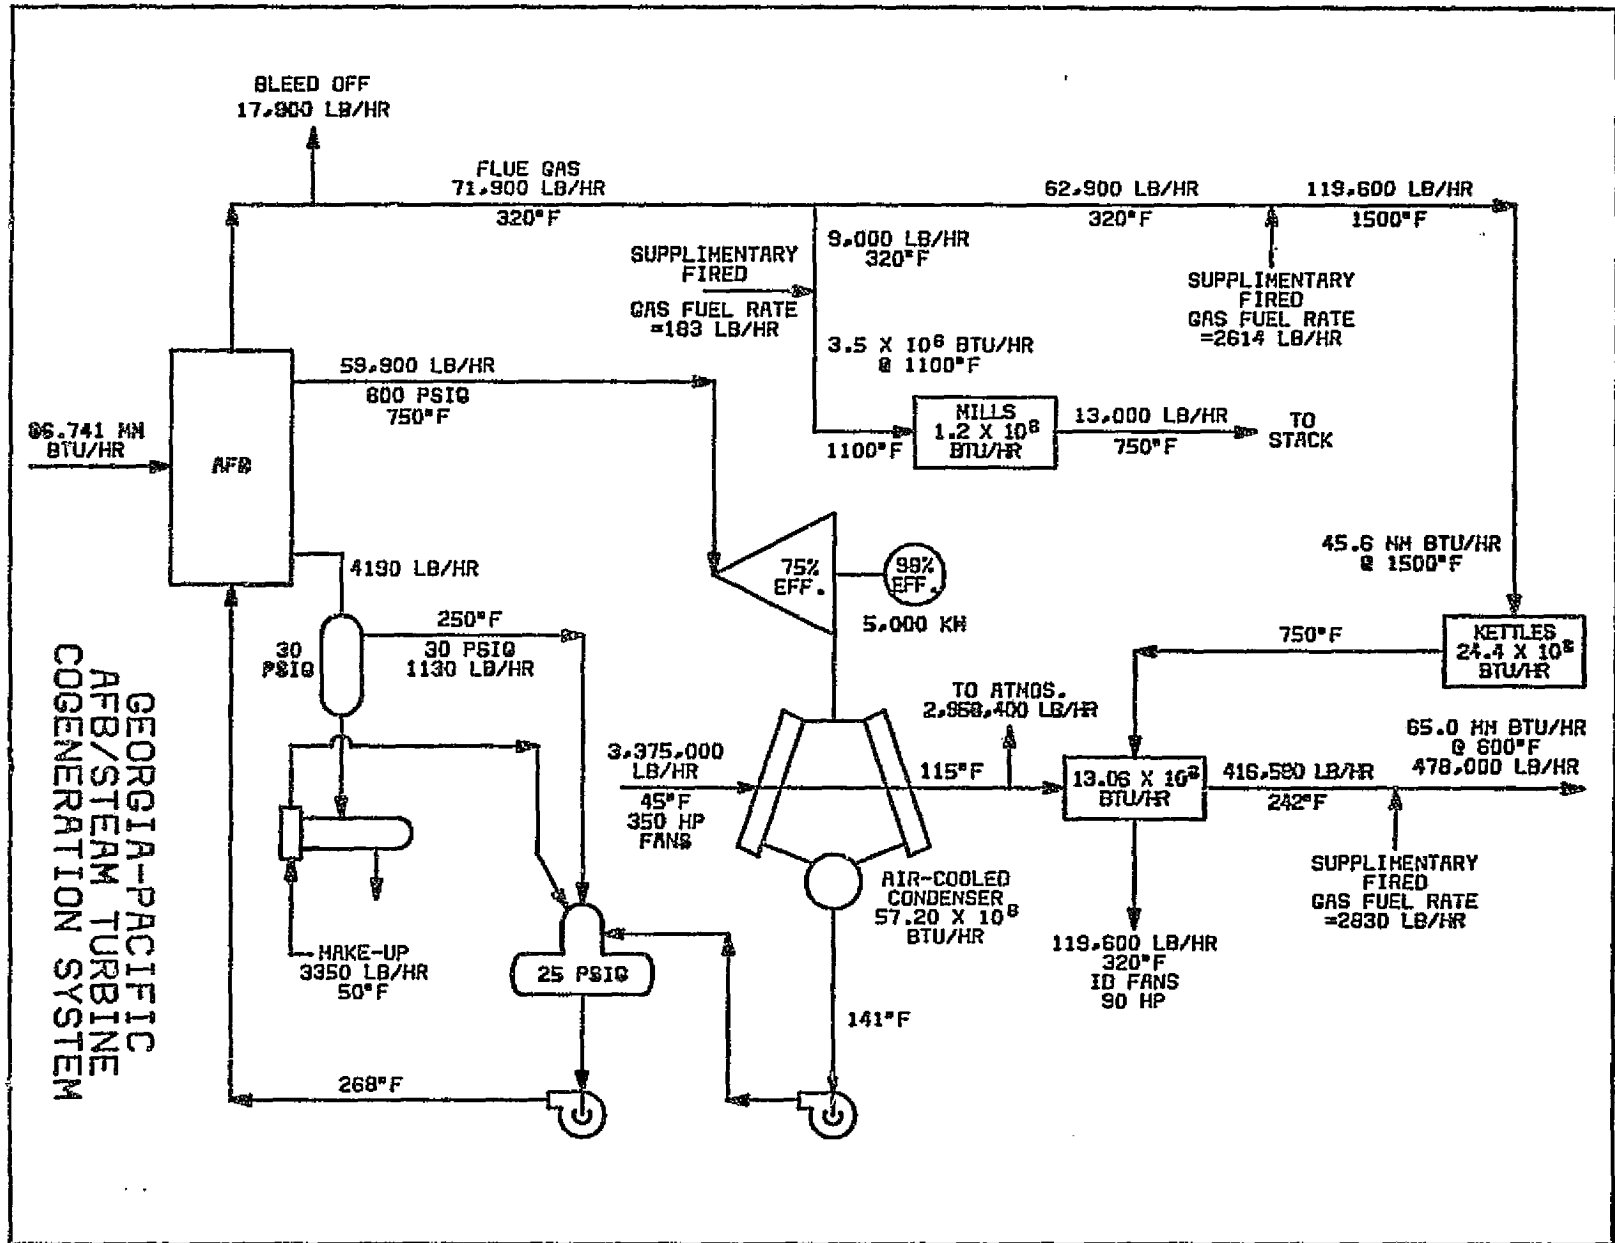 BLEED OFF
17,900 LB/HR
FLUE GAS
71,900 LB/HR
320°F
62,900 LB/HR
320°F
119,600 LB/HR
1500°F
9,000 LB/HR
320°F
SUPPLIMENTARY
FIRED
GAS FUEL RATE
=183 LB/HR
SUPPLIMENTARY
FIRED
GAS FUEL RATE
=2614 LB/HR
3.5 X 10⁶ BTU/HR
@ 1100°F
59,900 LB/HR
600 PSIG
750°F
86.741 MM
BTU/HR
AFB
1100°F
MILLS
1.2 X 10⁶
BTU/HR
13,000 LB/HR
750°F
TO
STACK
45.6 MM BTU/HR
@ 1500°F
4190 LB/HR
75%
EFF.
98%
EFF.
5,000 KW
30
PSIG
250°F
30 PSIG
1130 LB/HR
750°F
KETTLES
24.4 X 10⁶
BTU/HR
TO ATMOS.
2,958,400 LB/HR
3,375,000
LB/HR
45°F
350 HP
FANS
115°F
13.06 X 10⁶
BTU/HR
416,590 LB/HR
242°F
65.0 MM BTU/HR
@ 600°F
478,000 LB/HR
SUPPLIMENTARY
FIRED
GAS FUEL RATE
=2830 LB/HR
AIR-COOLED
CONDENSER
57.20 X 10⁶
BTU/HR
119,600 LB/HR
320°F
ID FANS
90 HP
MAKE-UP
3350 LB/HR
50°F
25 PSIG
141°F
268°F
GEORGIA-PACIFIC
AFB/STEAM TURBINE
COGENERATION SYSTEM